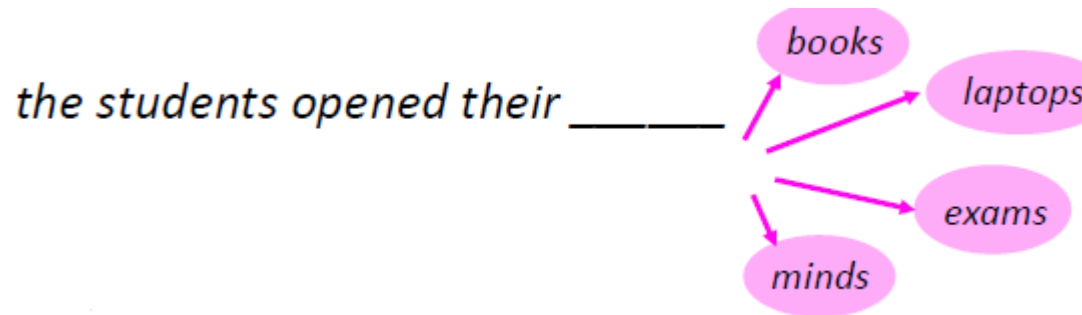 books
the students opened their ______
laptops
exams
minds